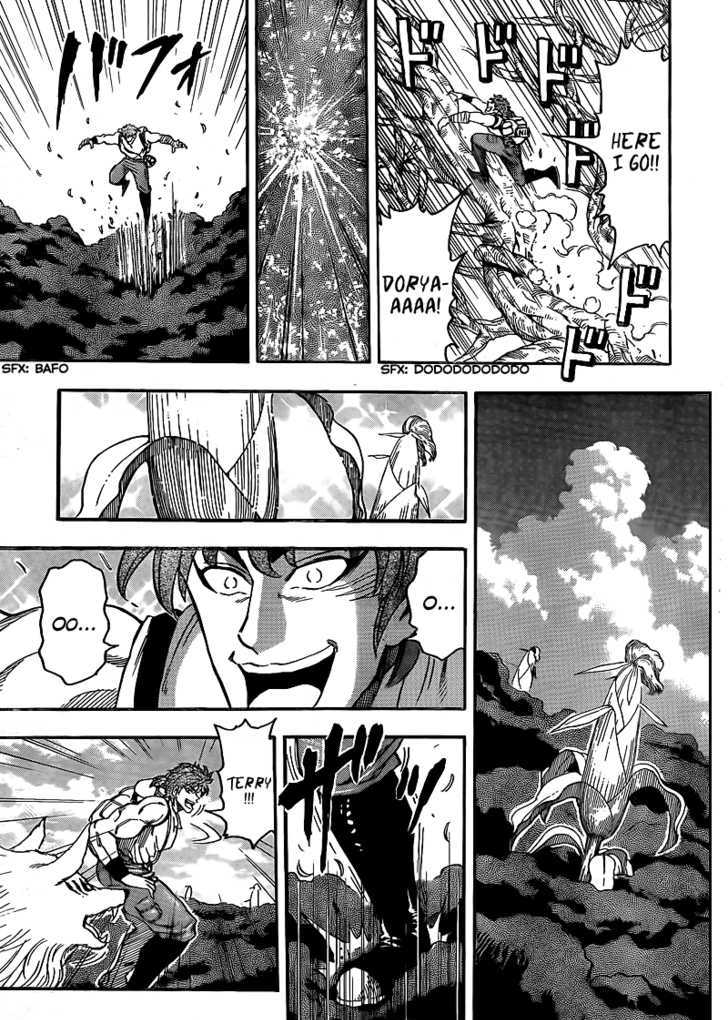 HERE
I GO!!
ドドドドドド
DORYA-
AAAA!
SFX: DODODODODODO
バフォ
SFX: BAFO
O...
OO...
ザッ
TERRY
!!!